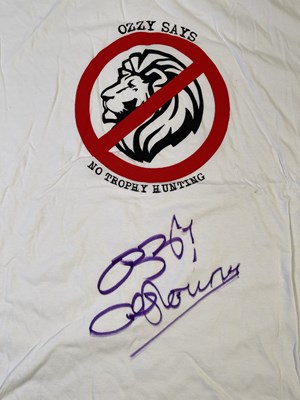 OZZY SAYS
NO TROPHY HUNTING
Ozzy
Osbourne